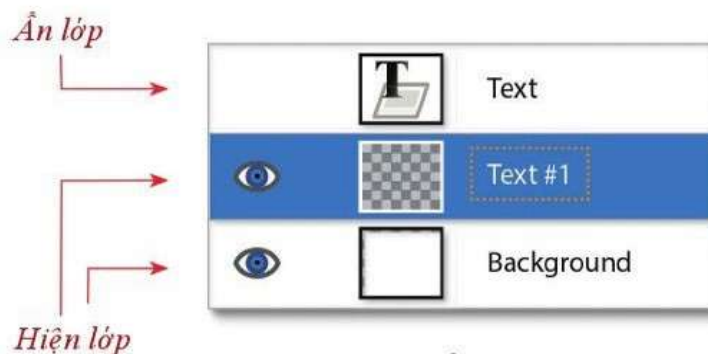 Ẩn lớp
Text
Text #1
Background
Hiện lớp